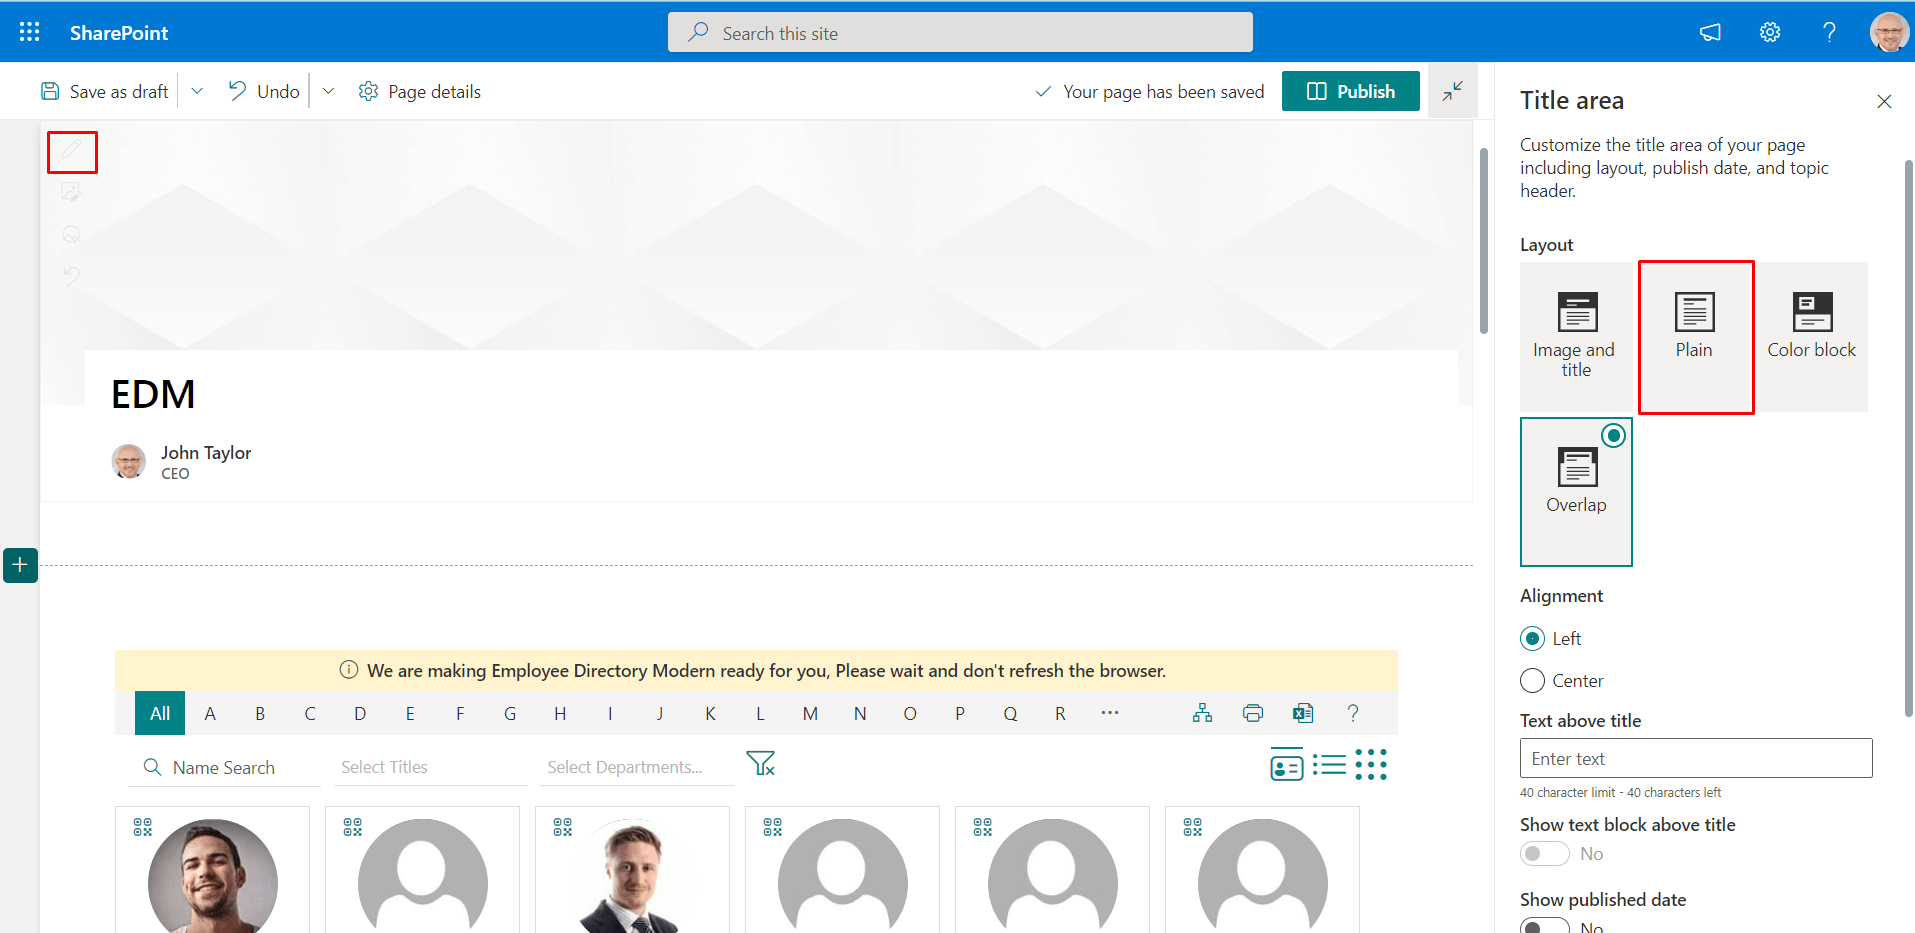 SharePoint
Search this site
Save as draft
Undo
Page details
Your page has been saved
Publish
EDM
John Taylor
CEO
We are making Employee Directory Modern ready for you, Please wait and don't refresh the browser.
All A B C D E F G H I J K L M N O P Q R ...
Name Search
Select Titles
Select Departments...
Title area
Customize the title area of your page
including layout, publish date, and topic
header.
Layout
Image and
title
Plain
Color block
Overlap
Alignment
Left
Center
Text above title
Enter text
40 character limit - 40 characters left
Show text block above title
No
Show published date
No